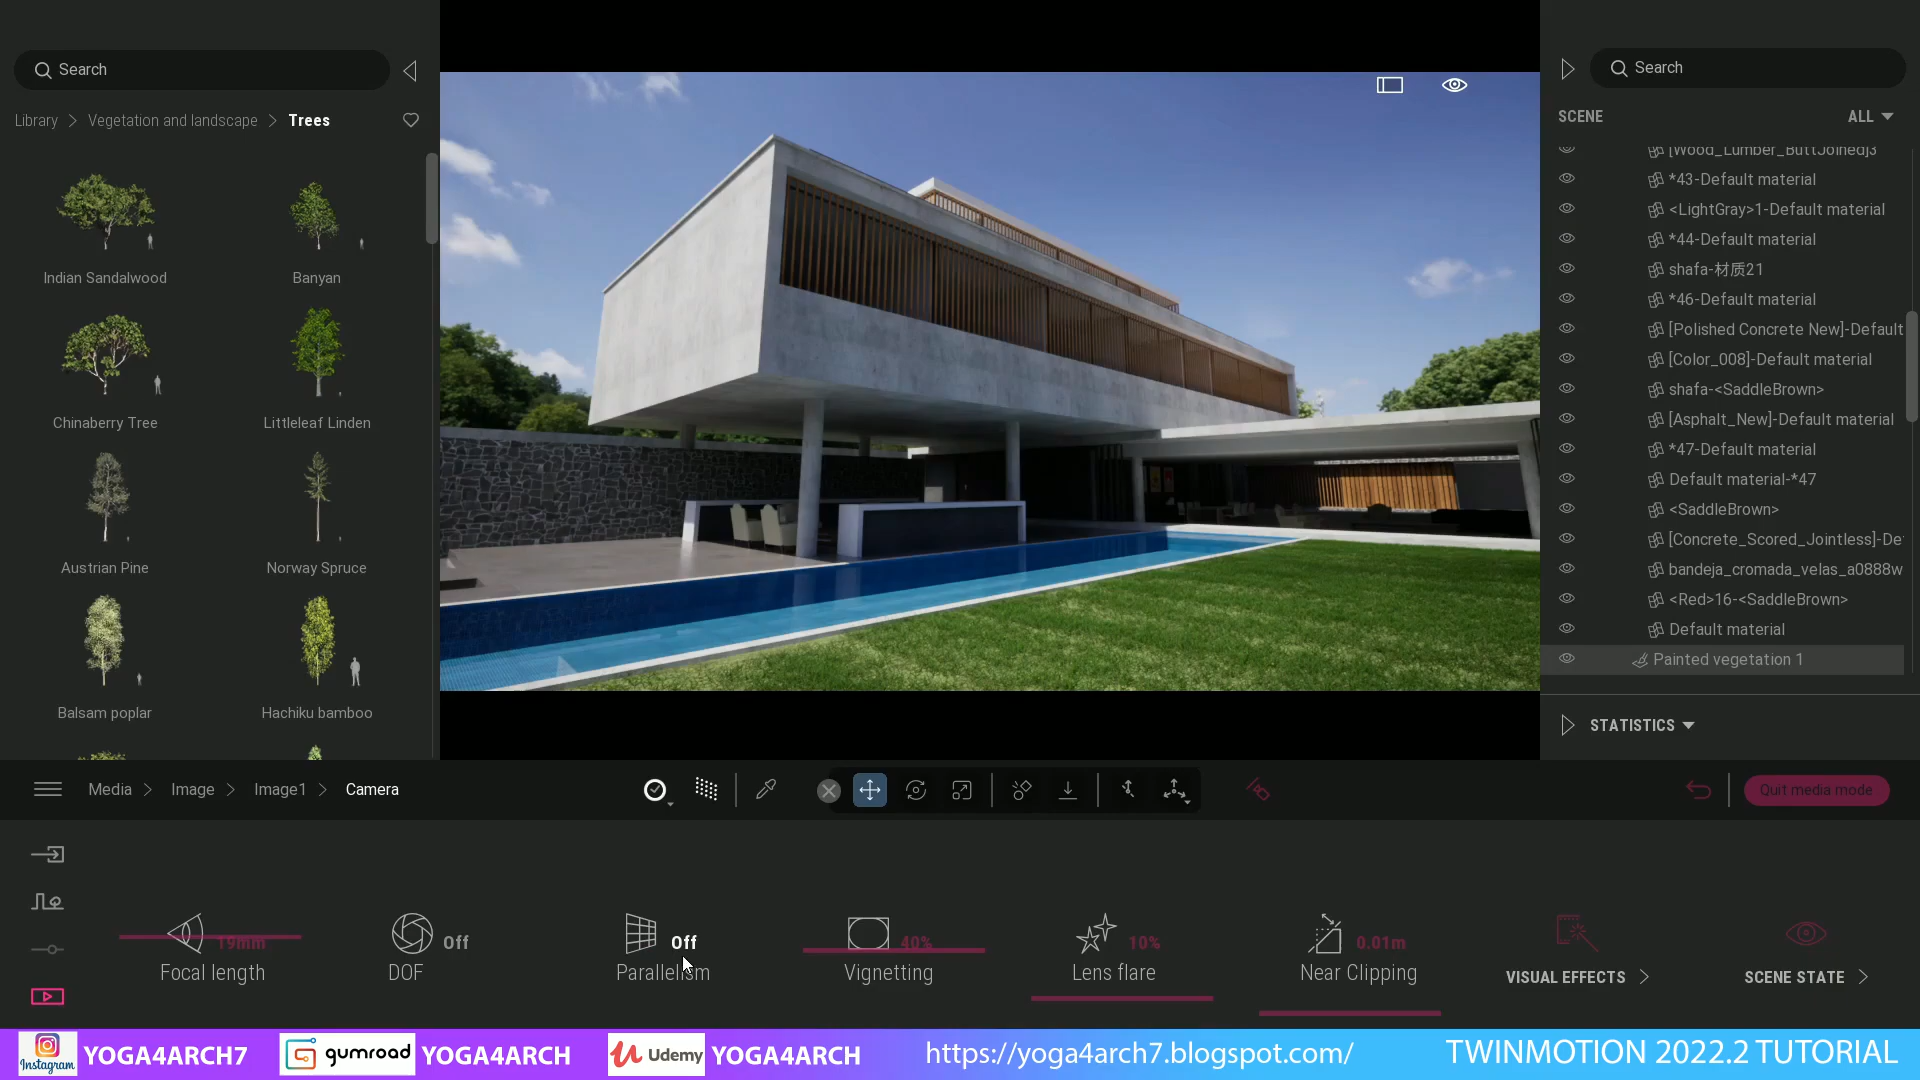 Search
Library > Vegetation and landscape > Trees
Indian Sandalwood
Banyan
Chinaberry Tree
Littleleaf Linden
Austrian Pine
Norway Spruce
Balsam poplar
Hachiku bamboo
Search
SCENE
ALL
[Wood_Lumber_ButtJoined]3
*43-Default material
<LightGray>1-Default material
*44-Default material
shafa-材质21
*46-Default material
[Polished Concrete New]-Default
[Color_008]-Default material
shafa-<SaddleBrown>
[Asphalt_New]-Default material
*47-Default material
Default material-*47
<SaddleBrown>
[Concrete_Scored_Jointless]-De
bandeja_cromada_velas_a0888w
<Red>16-<SaddleBrown>
Default material
Painted vegetation 1
STATISTICS
Media > Image > Image1 > Camera
Quit media mode
19mm
Focal length
Off
DOF
Off
Parallelism
40%
Vignetting
10%
Lens flare
0.01m
Near Clipping
VISUAL EFFECTS >
SCENE STATE >
Instagram YOGA4ARCH7 gumroad YOGA4ARCH Udemy YOGA4ARCH https://yoga4arch7.blogspot.com/ TWINMOTION 2022.2 TUTORIAL